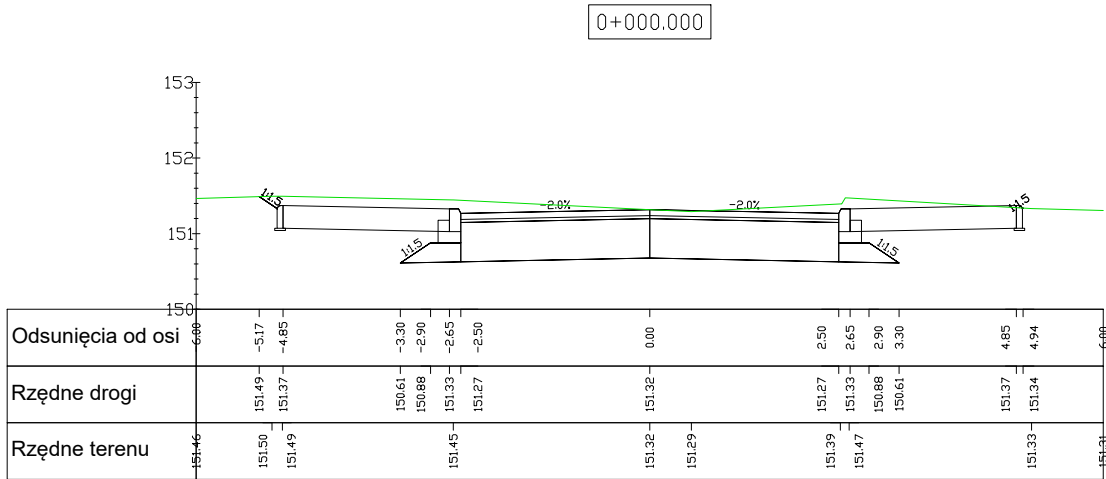 0+000.000
153
152
151
150
1:1.5
-2.0%
-2.0%
1:1.5
1:1.5
1:1.5
Odsunięcia od osi
-6.00 -5.17 -4.85 -3.30 -2.90 -2.65 -2.50 0.00 2.50 2.65 2.90 3.30 4.85 4.94 6.00
Rzędne drogi
151.49 151.37 150.61 150.88 151.33 151.27 151.32 151.27 151.33 150.88 150.61 151.37 151.34
Rzędne terenu
151.46 151.50 151.49 151.45 151.32 151.29 151.39 151.47 151.33 151.31